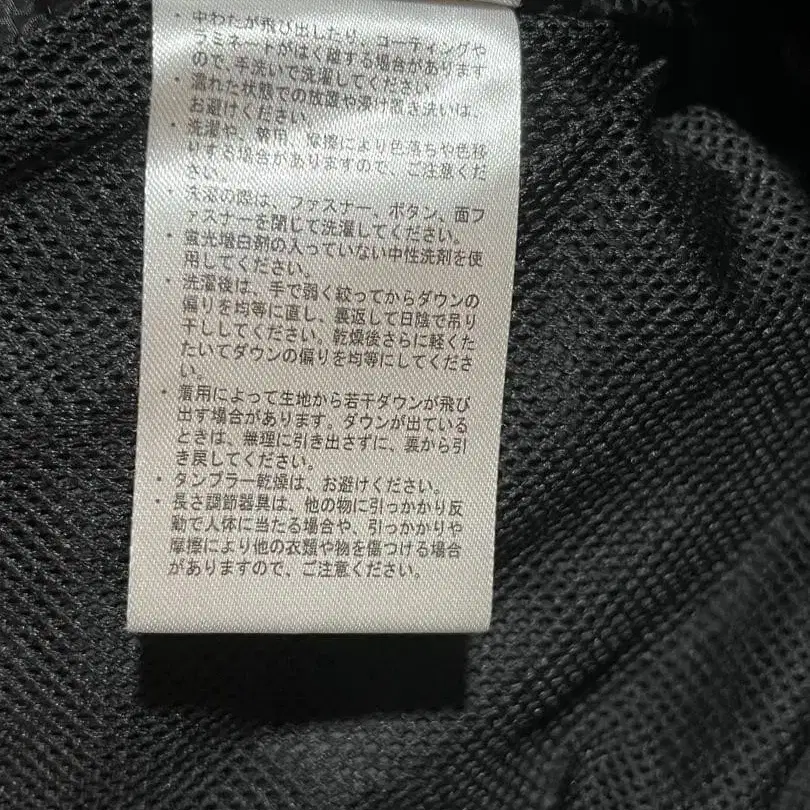 ・中わたが飛び出したり、コーティングや
ラミネートがはく離する場合があります
ので、手洗いで洗濯してください。
・濡れた状態での放置や浸け置き洗いは、
お避けください。
・洗濯や、着用、摩擦により色落ちや色移
りする場合がありますので、ご注意くだ
さい。
・洗濯の際は、ファスナー、ボタン、面フ
ァスナーを閉じて洗濯してください。
・蛍光増白剤の入っていない中性洗剤を使
用してください。
・洗濯後は、手で弱く絞ってからダウンの
偏りを均等に直し、裏返して日陰で吊り
干ししてください。乾燥後さらに軽くた
たいてダウンの偏りを均等にしてくださ
い。
・着用によって生地から若干ダウンが飛び
出す場合があります。ダウンが出ている
ときは、無理に引き出さずに、裏から引
き戻してください。
・タンブラー乾燥は、お避けください。
・長さ調節器具は、他の物に引っかかり反
動で人体に当たる場合や、引っかかりや
摩擦により他の衣類や物を傷つける場合
がありますので、ご注意ください。